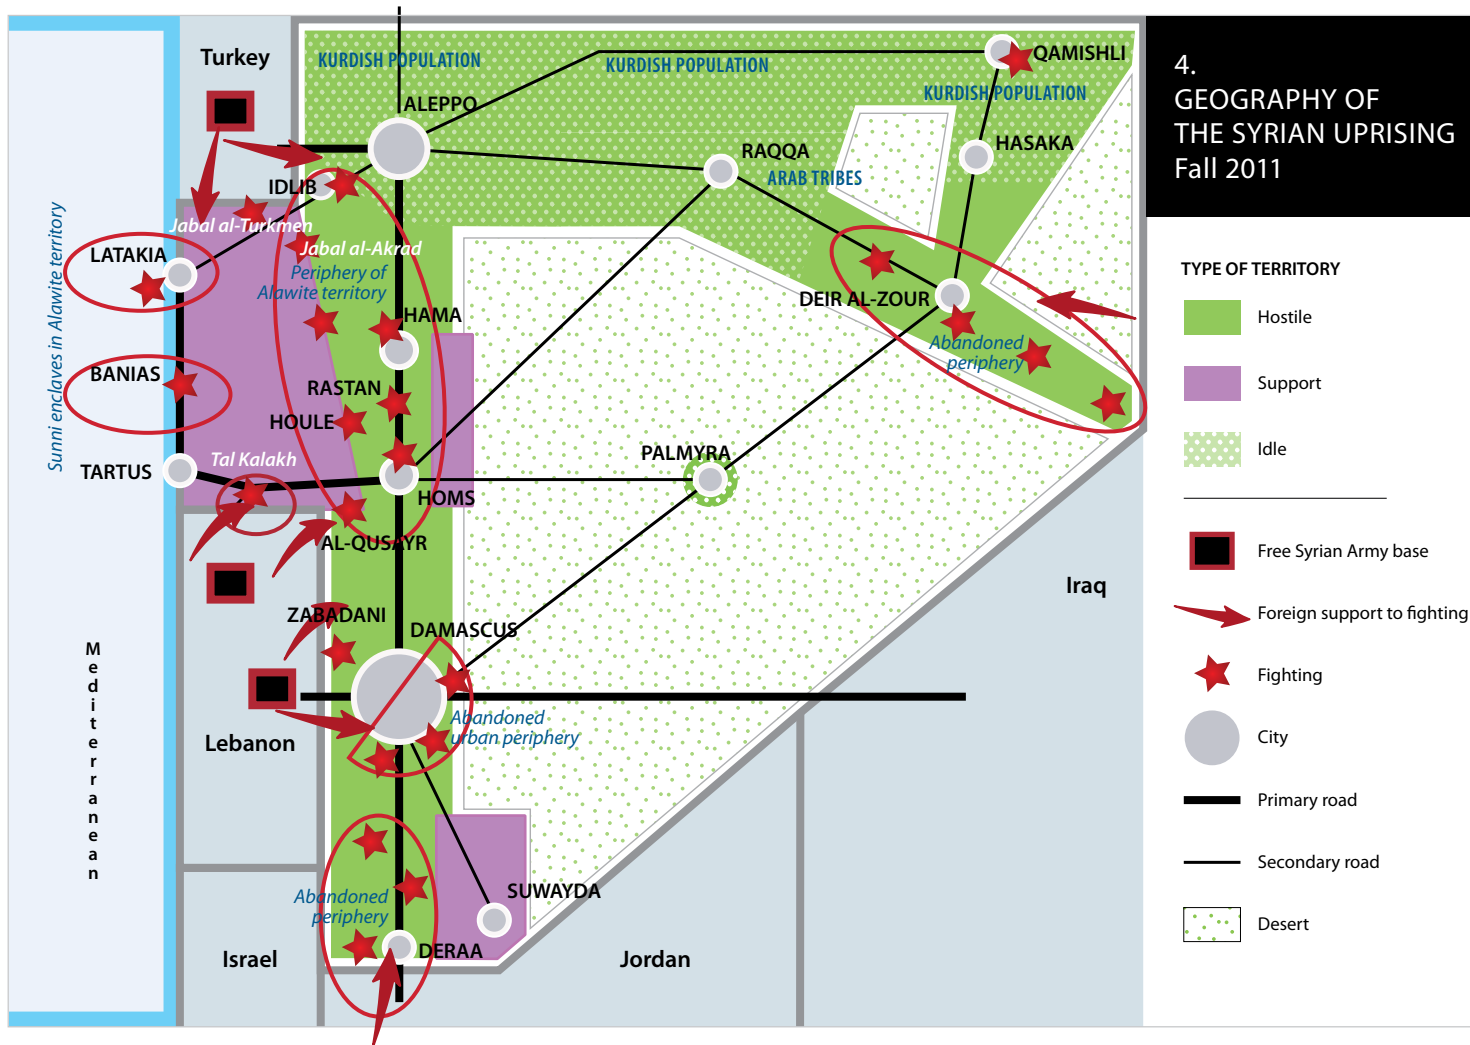 4.
GEOGRAPHY OF
THE SYRIAN UPRISING
Fall 2011
TYPE OF TERRITORY
Hostile
Support
Idle
Free Syrian Army base
Foreign support to fighting
Fighting
City
Primary road
Secondary road
Desert
Turkey
KURDISH POPULATION
KURDISH POPULATION
QAMISHLI
KURDISH POPULATION
ALEPPO
HASAKA
RAQQA
ARAB TRIBES
IDLIB
Jabal al-Turkmen
Jabal al-Akrad
Periphery of
Alawite territory
LATAKIA
Sunni enclaves in Alawite territory
HAMA
DEIR AL-ZOUR
Abandoned
periphery
BANIAS
RASTAN
HOULE
Tal Kalakh
TARTUS
PALMYRA
HOMS
AL-QUSAYR
Iraq
ZABADANI
DAMASCUS
Mediterranean
Abandoned
urban periphery
Lebanon
Abandoned
periphery
SUWAYDA
DERAA
Israel
Jordan